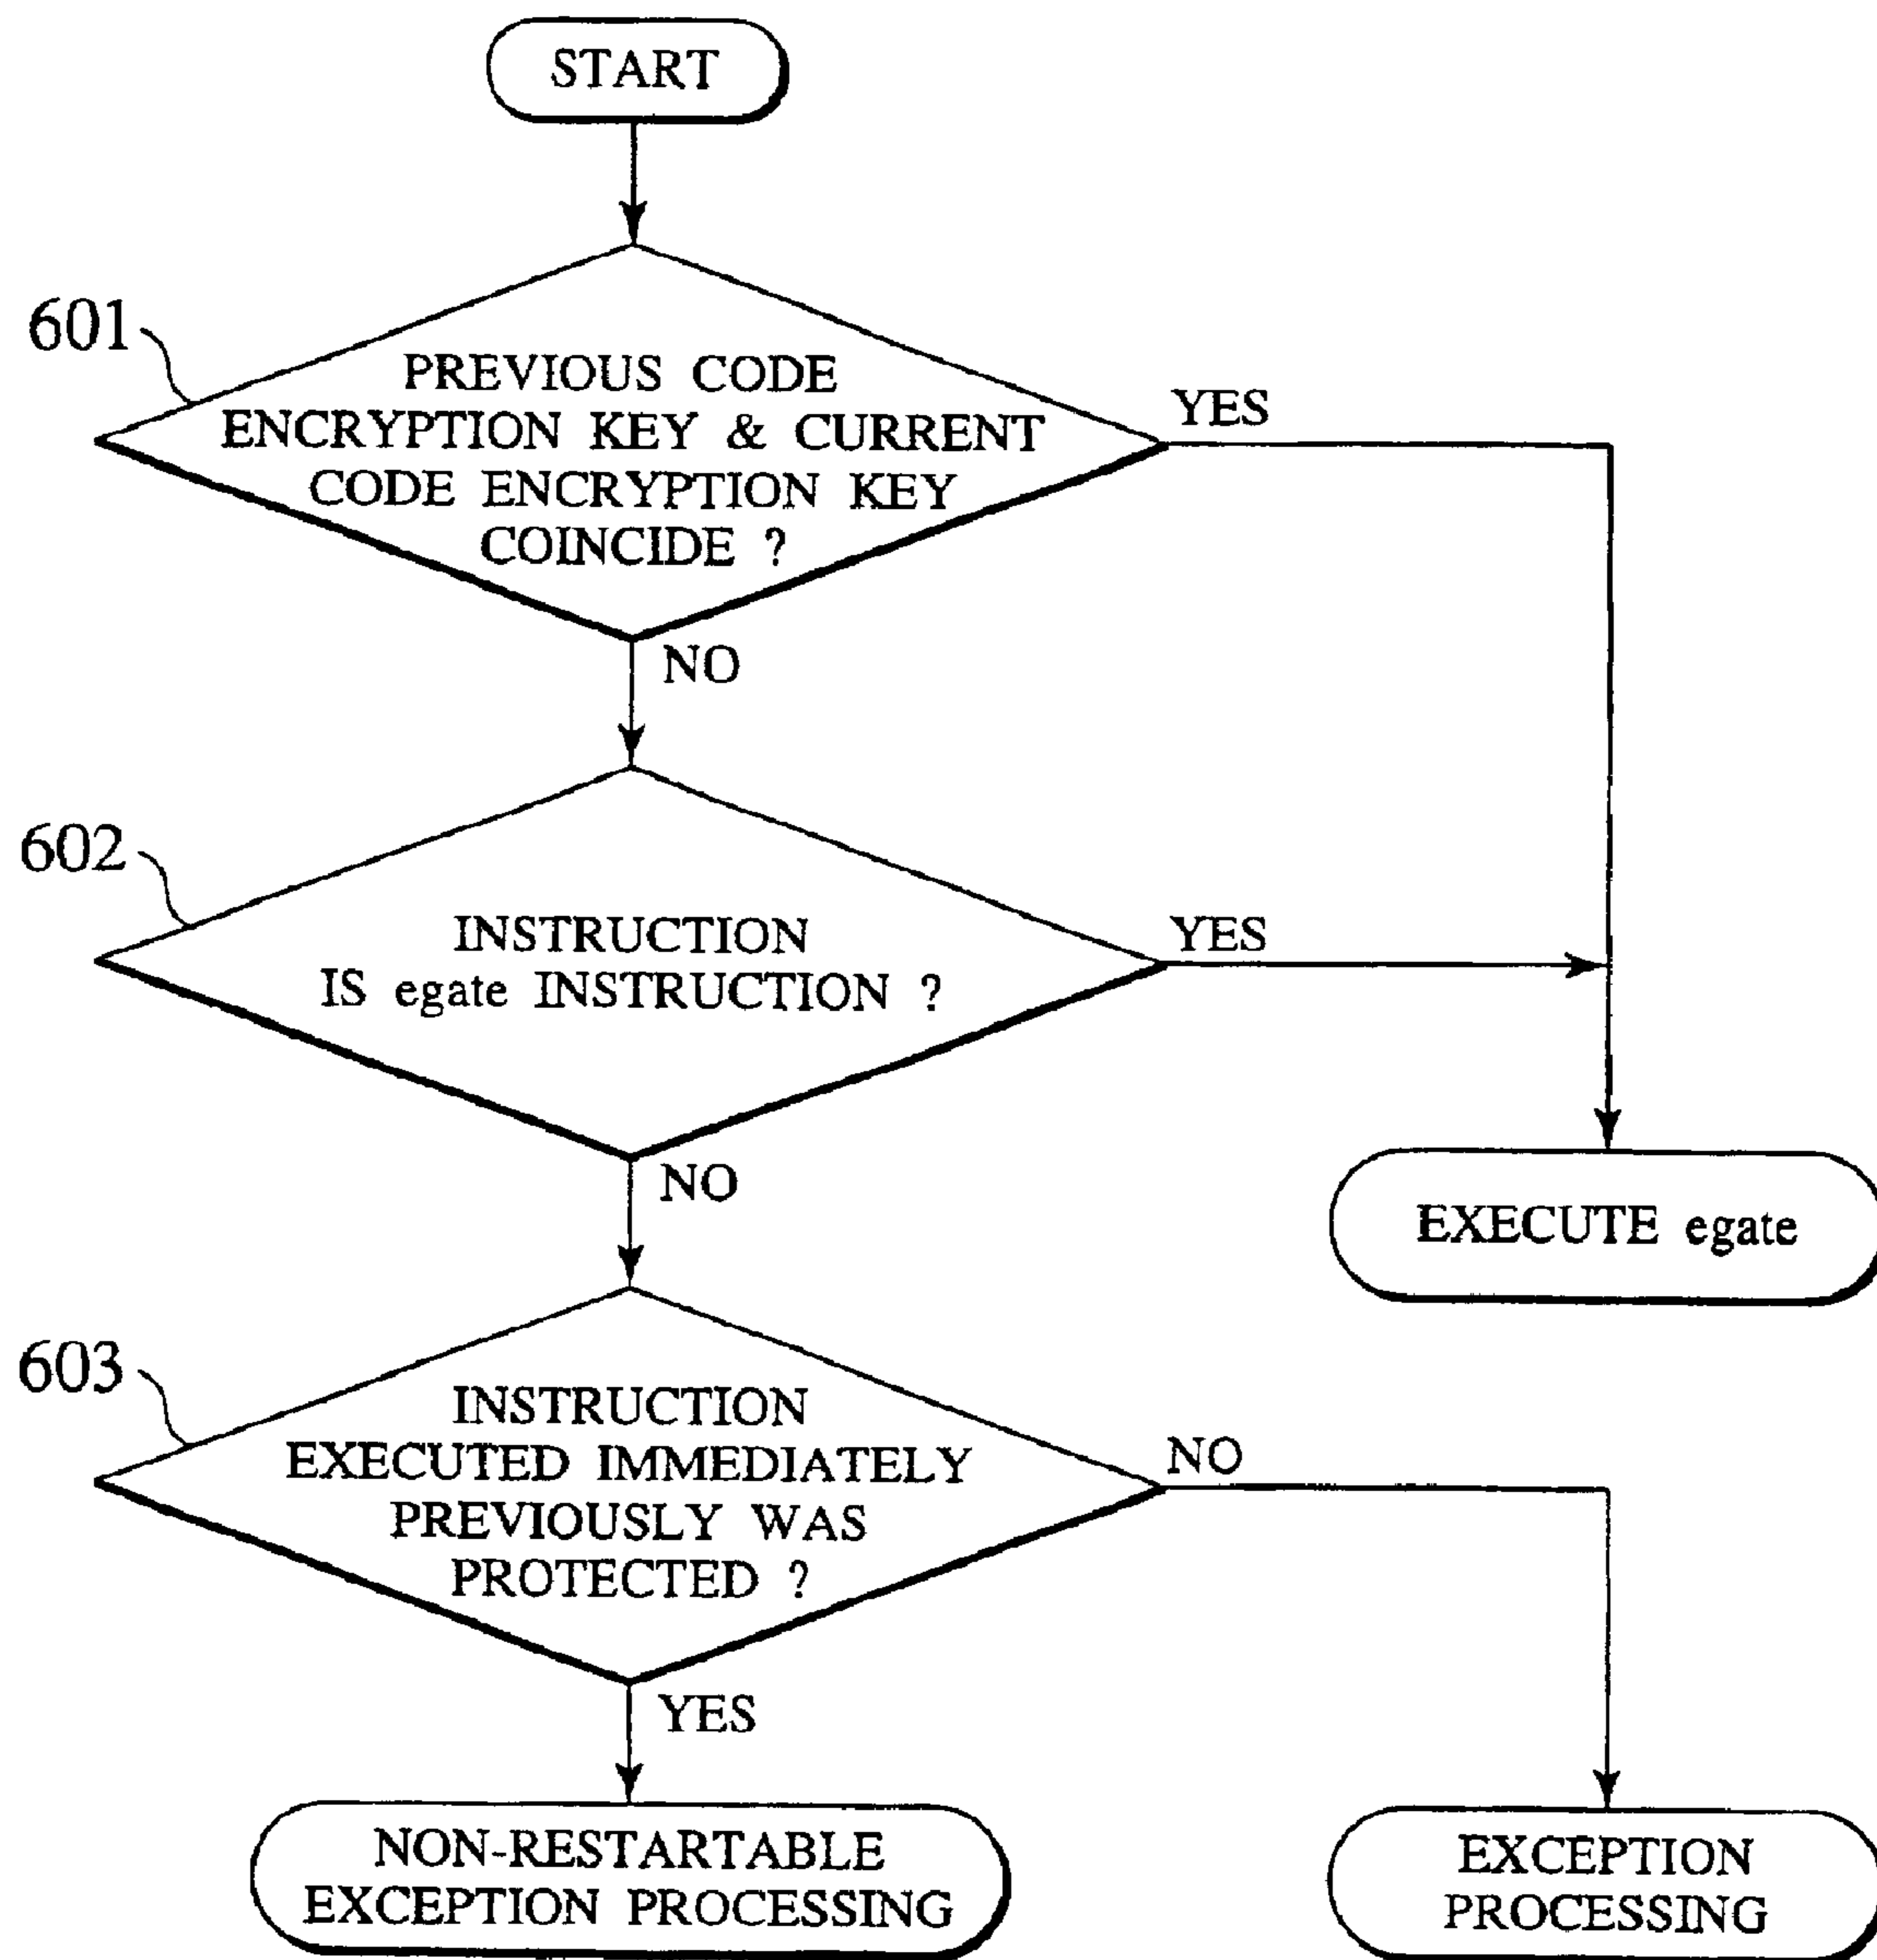 START
601
PREVIOUS CODE
ENCRYPTION KEY & CURRENT
CODE ENCRYPTION KEY
COINCIDE ?
YES
NO
602
INSTRUCTION
IS egate INSTRUCTION ?
YES
NO
EXECUTE egate
603
INSTRUCTION
EXECUTED IMMEDIATELY
PREVIOUSLY WAS
PROTECTED ?
NO
YES
NON-RESTARTABLE
EXCEPTION PROCESSING
EXCEPTION
PROCESSING